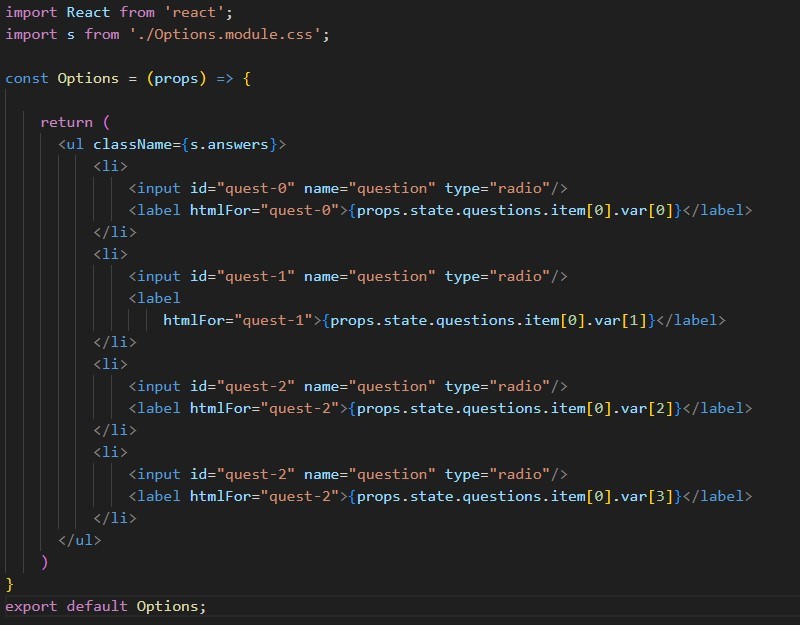 import React from 'react';
import s from './Options.module.css';
const Options = (props) => {
return (
<ul className={s.answers}>
<li>
<input id="quest-0" name="question" type="radio"/>
<label htmlFor="quest-0">{props.state.questions.item[0].var[0]}</label>
</li>
<li>
<input id="quest-1" name="question" type="radio"/>
<label
htmlFor="quest-1">{props.state.questions.item[0].var[1]}</label>
</li>
<li>
<input id="quest-2" name="question" type="radio"/>
<label htmlFor="quest-2">{props.state.questions.item[0].var[2]}</label>
</li>
<li>
<input id="quest-2" name="question" type="radio"/>
<label htmlFor="quest-2">{props.state.questions.item[0].var[3]}</label>
</li>
</ul>
)
}
export default Options;